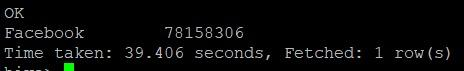 OK
Facebook 78158306
Time taken: 39.406 seconds, Fetched: 1 row(s)